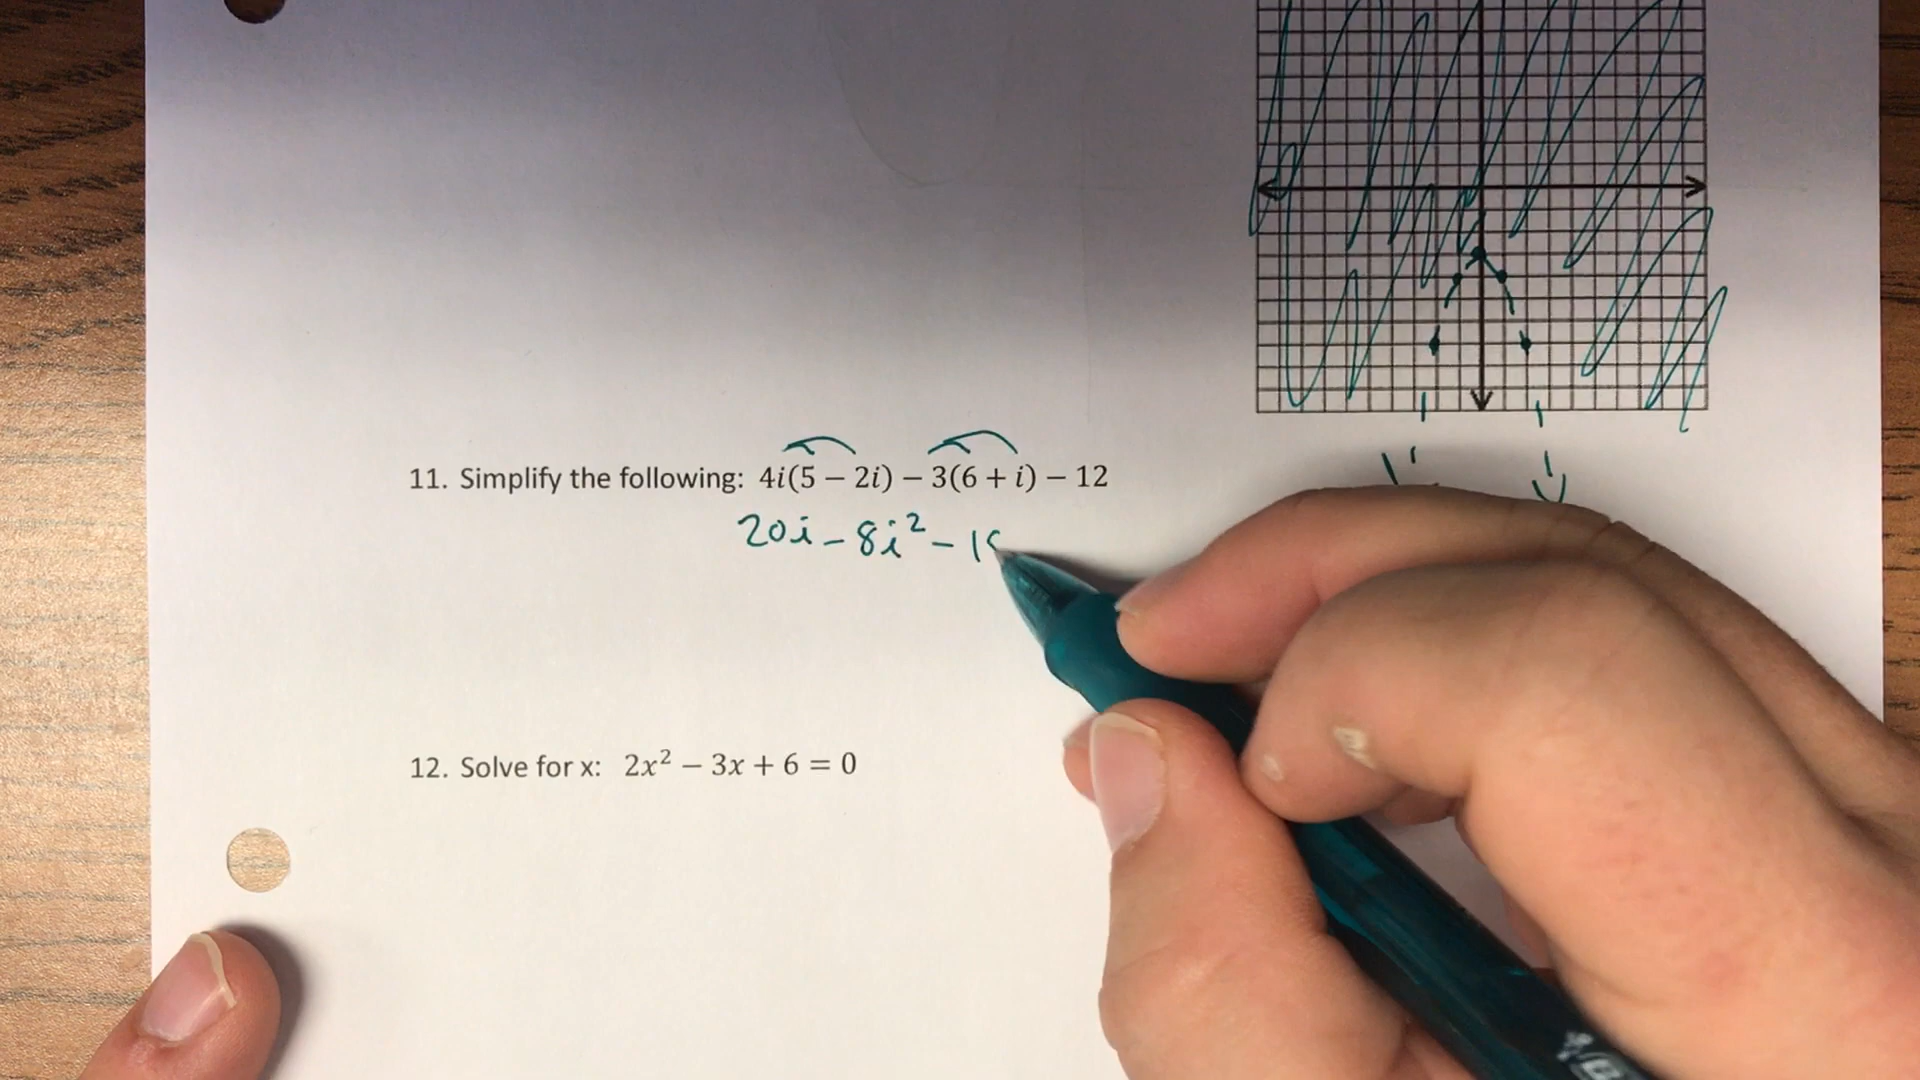 11. Simplify the following: 4i(5 − 2i) − 3(6 + i) − 12
20i − 8i² − 1
12. Solve for x: 2x² − 3x + 6 = 0